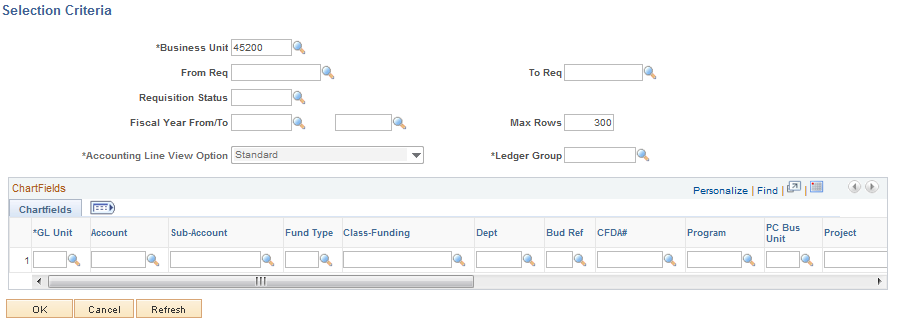 Selection Criteria
*Business Unit 45200
From Req To Req
Requisition Status
Fiscal Year From/To Max Rows 300
*Accounting Line View Option Standard *Ledger Group
ChartFields Personalize | Find | |
Chartfields
*GL Unit Account Sub-Account Fund Type Class-Funding Dept Bud Ref CFDA# Program PC Bus Unit Project
1
OK Cancel Refresh